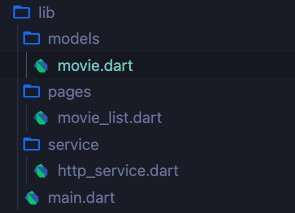 lib
models
movie.dart
pages
movie_list.dart
service
http_service.dart
main.dart